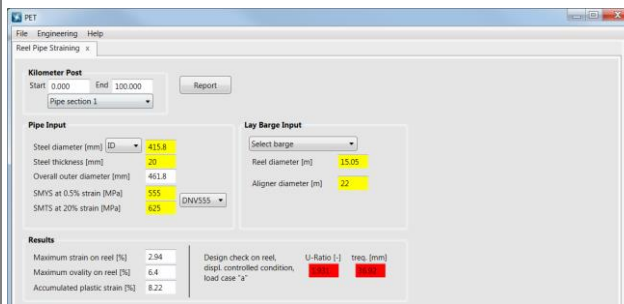 PET
File Engineering Help
Reel Pipe Straining x
Kilometer Post
Start 0.000 End 100.000
Report
Pipe section 1
Pipe Input
Steel diameter [mm] ID 415.8
Steel thickness [mm] 20
Overall outer diameter [mm] 461.8
SMYS at 0.5% strain [MPa] 555
DNV555
SMTS at 20% strain [MPa] 625
Lay Barge Input
Select barge
Reel diameter [m] 15.05
Aligner diameter [m] 22
Results
Maximum strain on reel [%] 2.94
Maximum ovality on reel [%] 6.4
Accumulated plastic strain [%] 8.22
Design check on reel,
displ. controlled condition,
load case "a"
U-Ratio [-] treq. [mm]